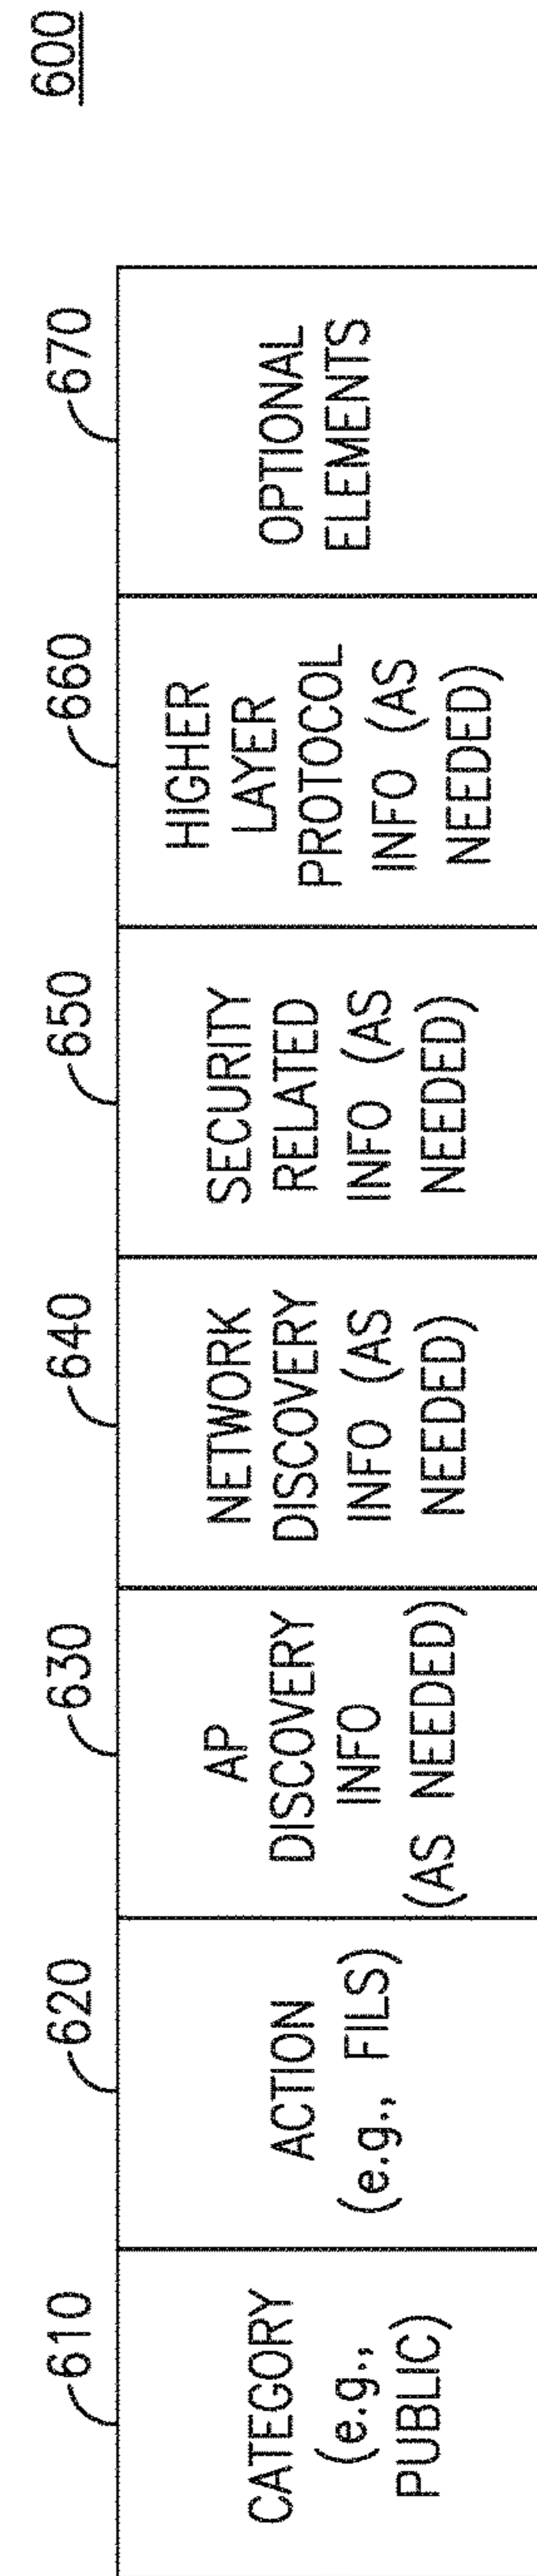 600
610
620
630
640
650
660
670
CATEGORY
(e.g.,
PUBLIC)
ACTION
(e.g., FILS)
AP
DISCOVERY
INFO
(AS NEEDED)
NETWORK
DISCOVERY
INFO (AS
NEEDED)
SECURITY
RELATED
INFO (AS
NEEDED)
HIGHER
LAYER
PROTOCOL
INFO (AS
NEEDED)
OPTIONAL
ELEMENTS